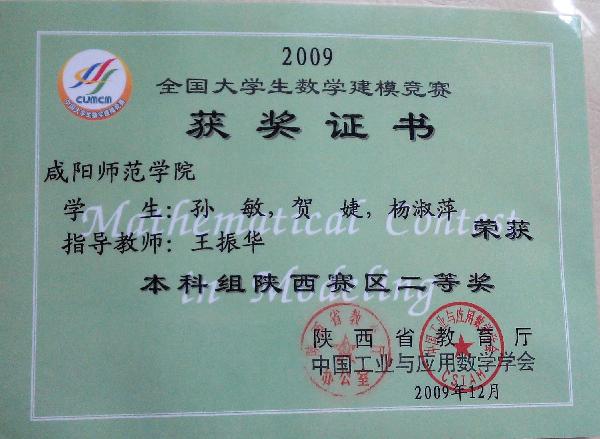 2009
全国大学生数学建模竞赛
获奖证书
CUMCM
咸阳师范学院
学 生：孙 敏，贺 婕，杨淑萍
指导教师：王振华
荣获
Mathematical Contest
in Modeling
本科组陕西赛区二等奖
陕西省教育厅
中国工业与应用数学学会
CSIAM
2009年12月